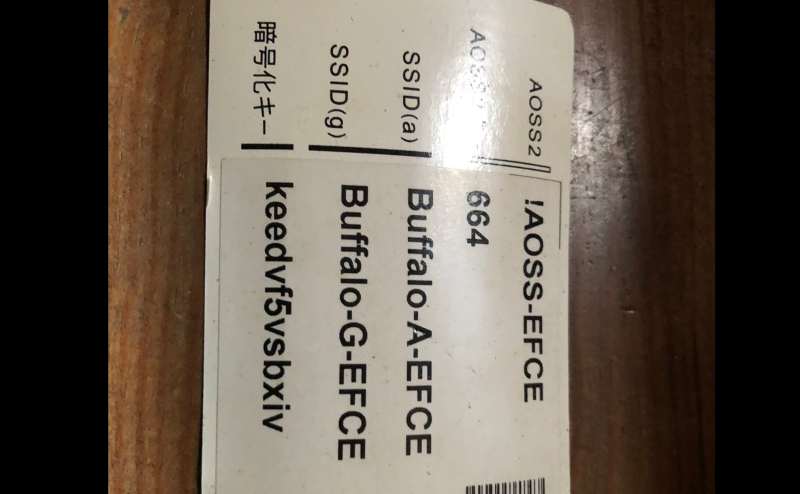 AOSS2 !AOSS-EFCE
664
SSID(a) Buffalo-A-EFCE
SSID(g) Buffalo-G-EFCE
暗号化キー keedvf5vsbxiv